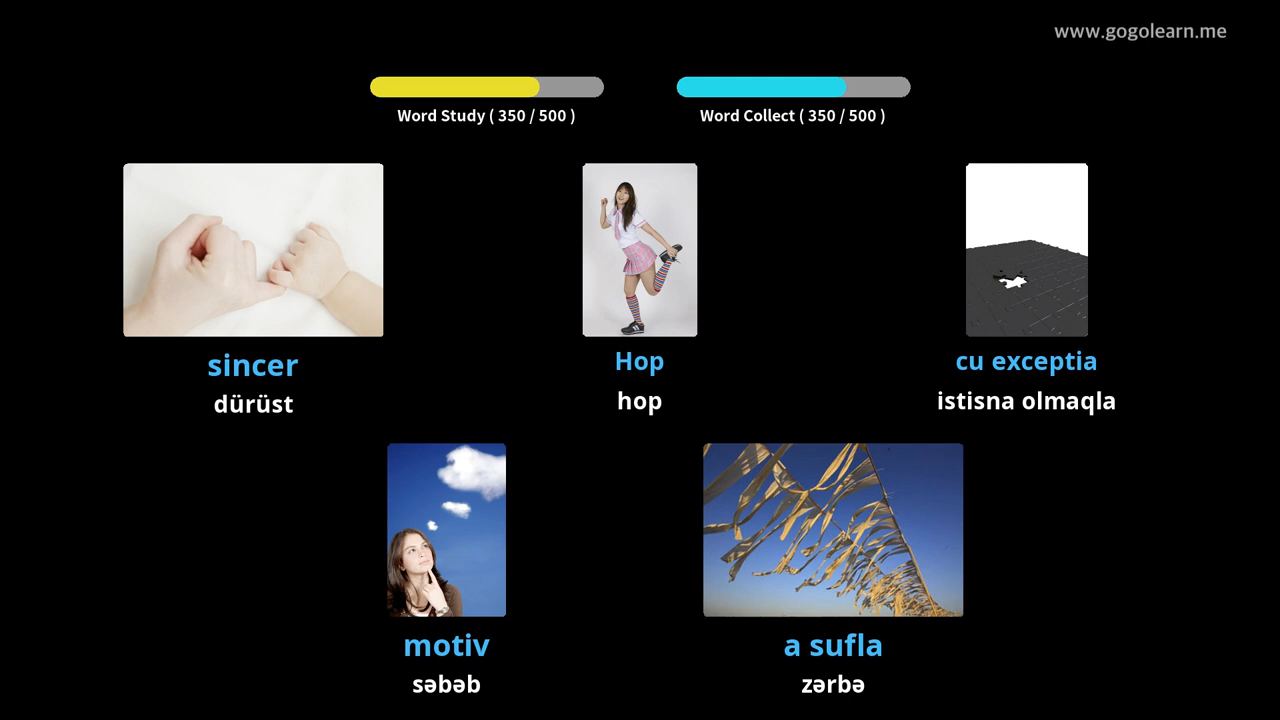 www.gogolearn.me
Word Study ( 350 / 500 )
Word Collect ( 350 / 500 )
sincer
dürüst
Hop
hop
cu exceptia
istisna olmaqla
motiv
səbəb
a sufla
zərbə